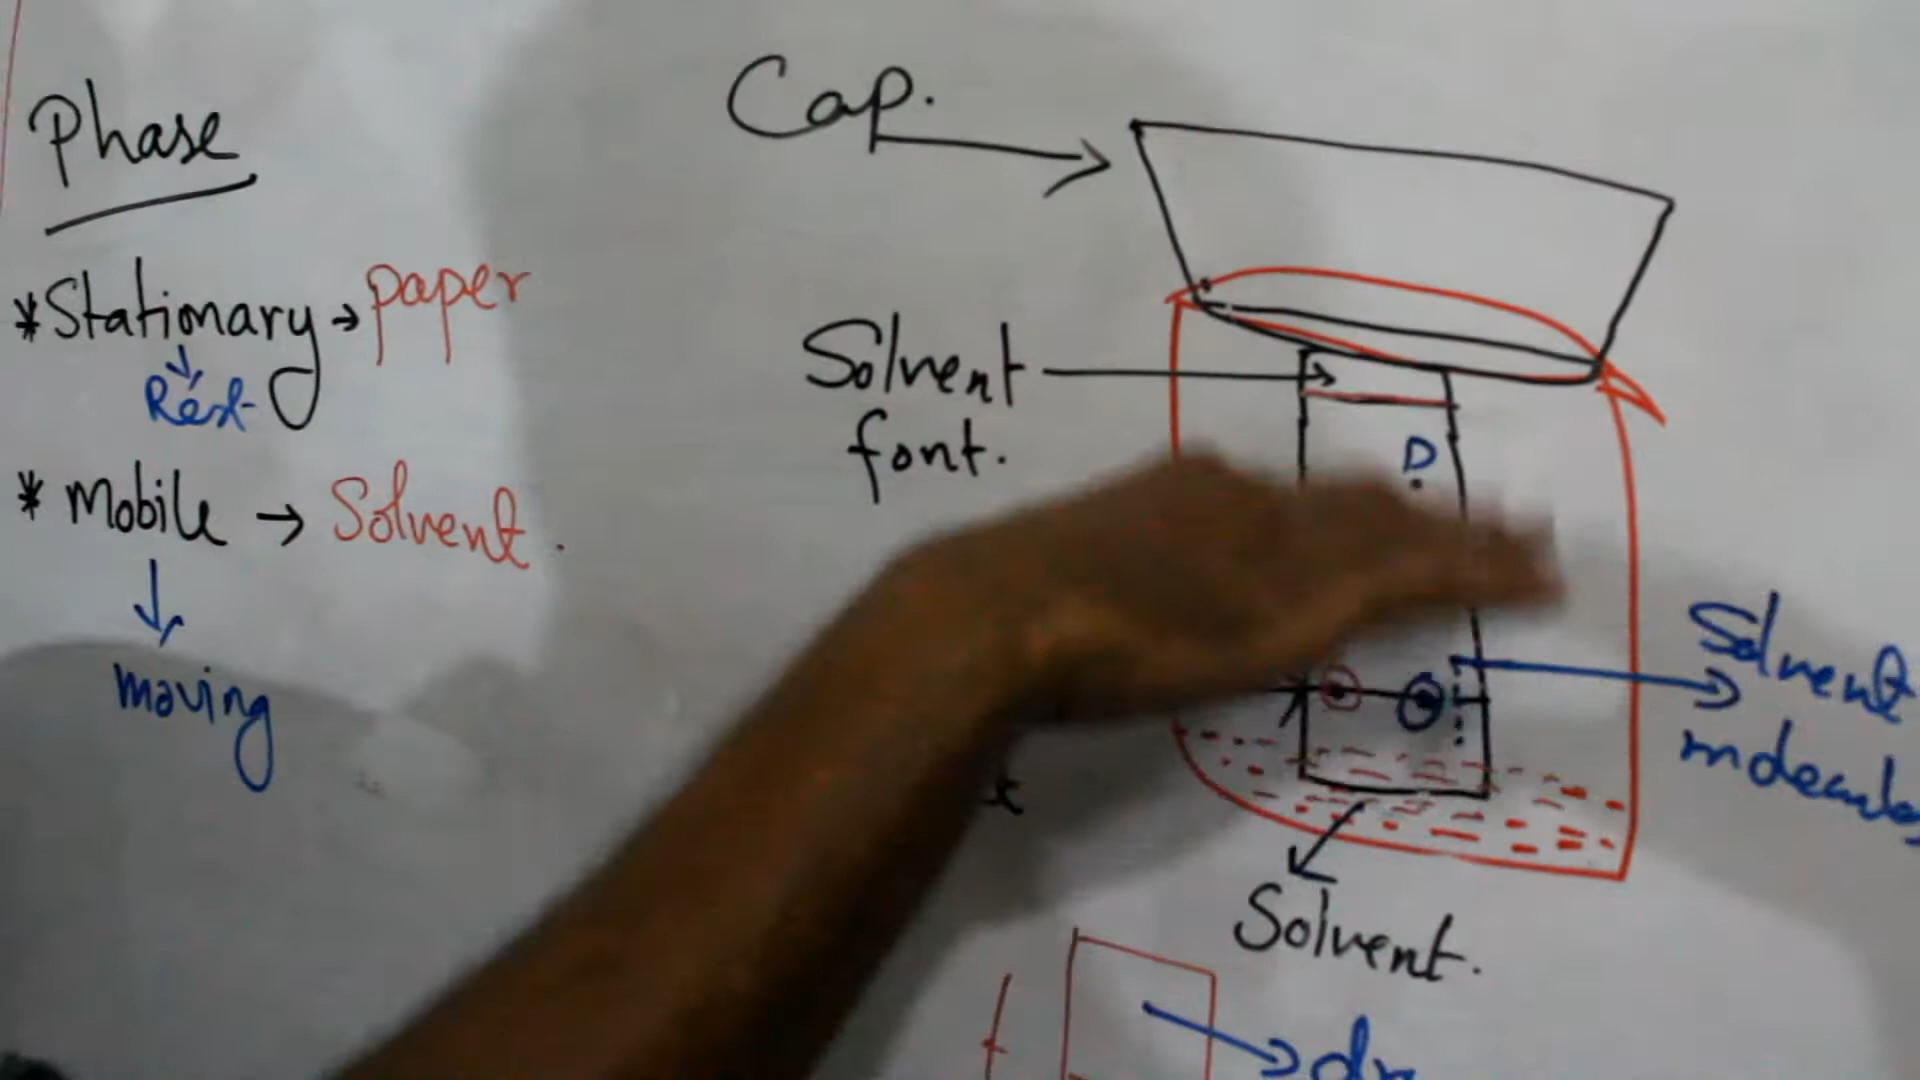 Phase
*Stationary → paper
Rest
* Mobile → Solvent.
moving
Cap.
Solvent
font.
D
Solvent
molecules
Solvent.